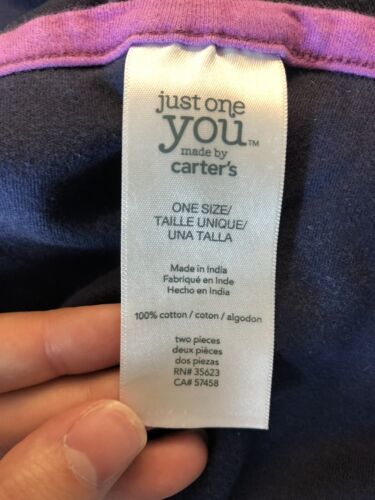 just one
you™
made by
carter's
ONE SIZE/
TAILLE UNIQUE/
UNA TALLA
Made in India
Fabriqué en Inde
Hecho en India
100% cotton / coton / algodon
two pieces
deux pièces
dos piezas
RN# 35623
CA# 57458